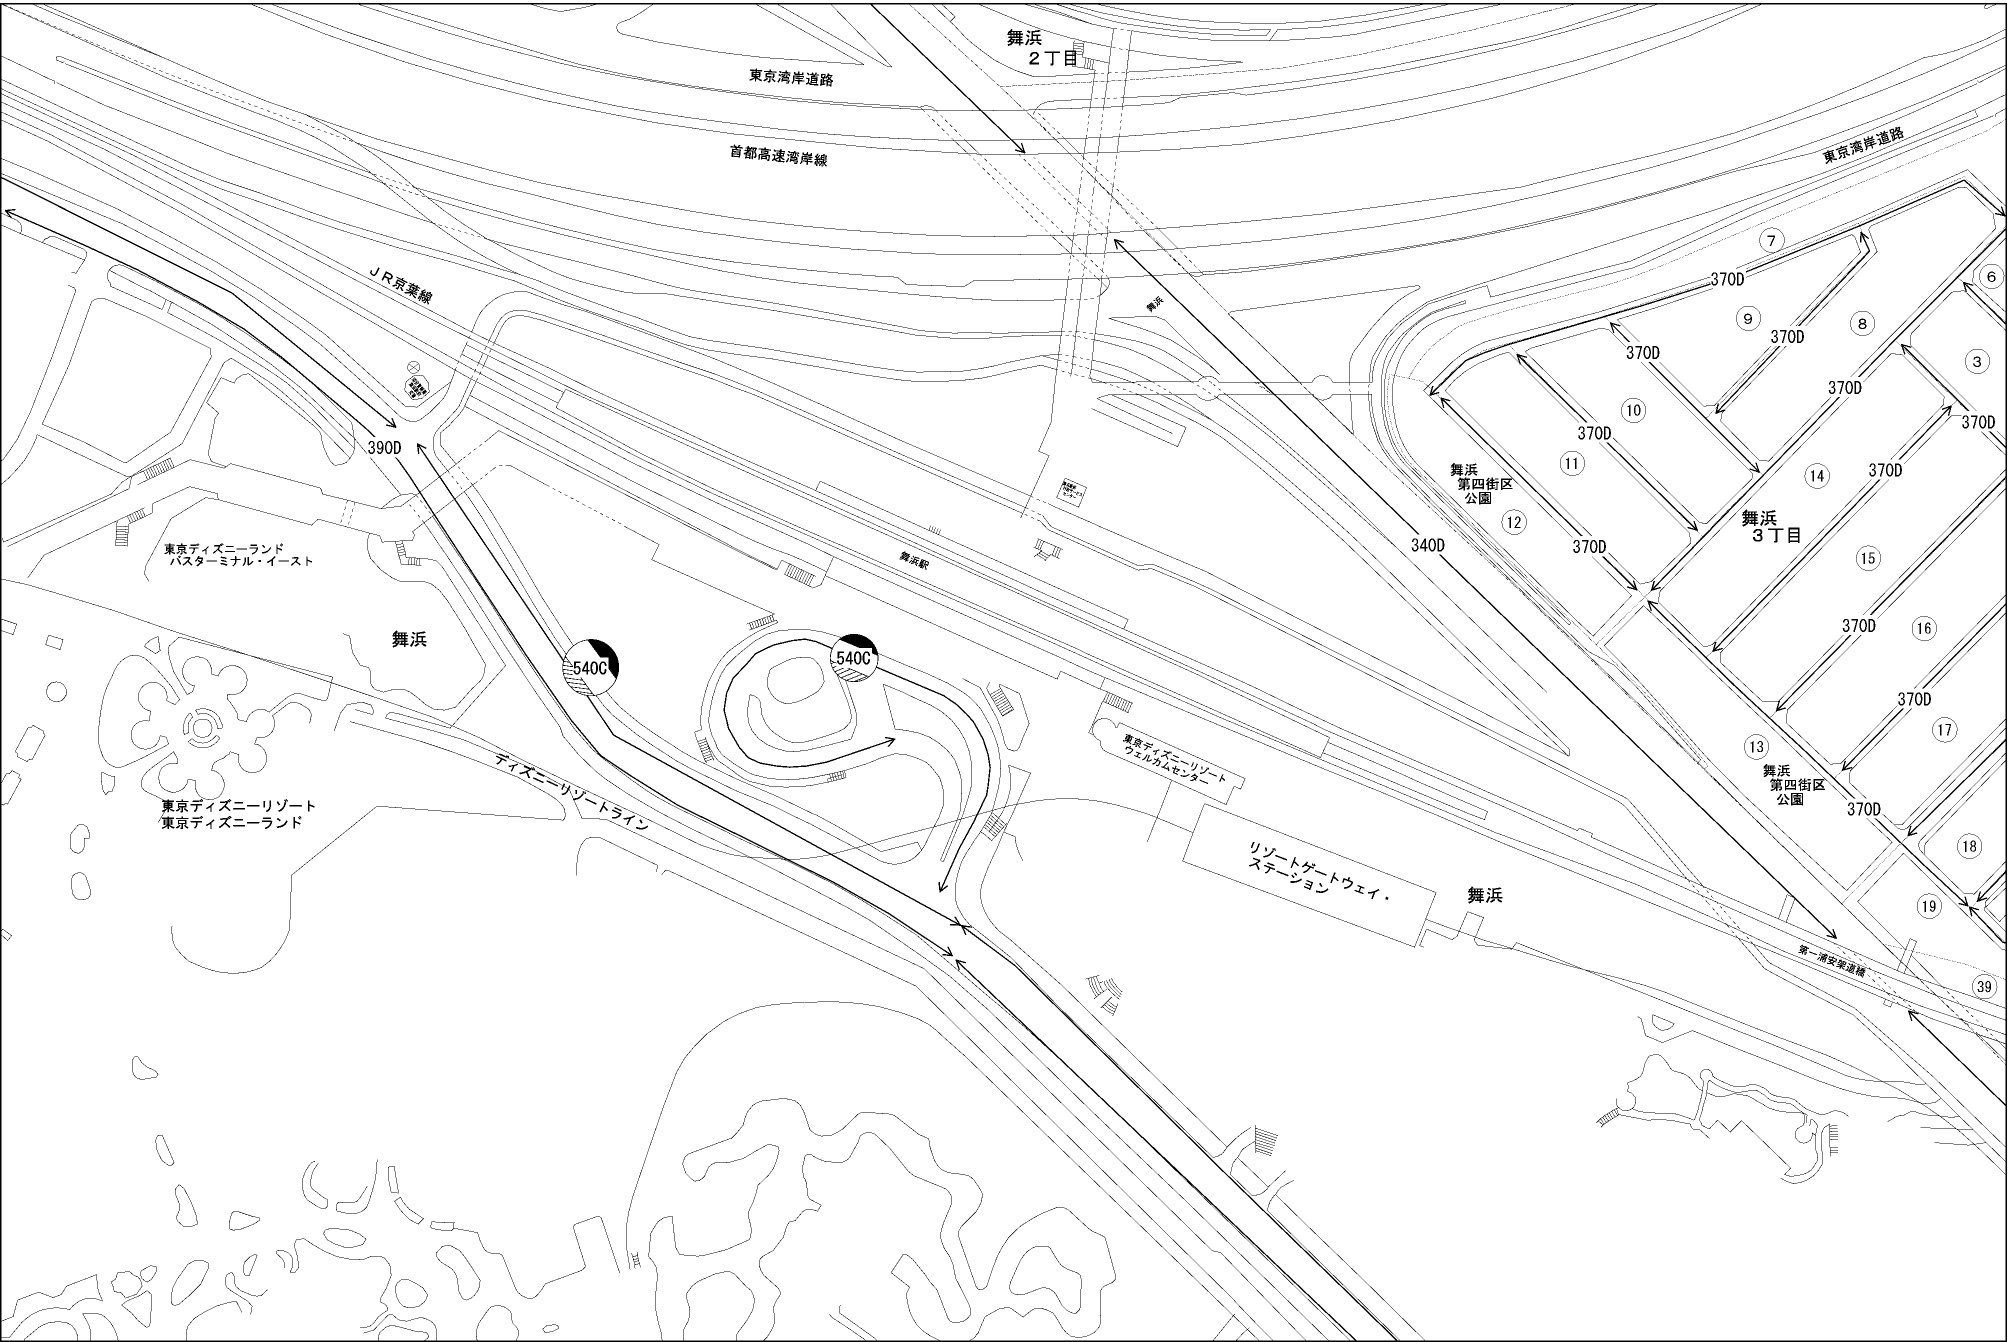 舞浜
２丁目
東京湾岸道路
首都高速湾岸線
東京湾岸道路
7
370D
6
ＪＲ京葉線
舞浜
9
8
370D
370D
3
370D
10
370D
370D
390D
11
370D
14
舞浜
第四街区
公園
12
舞浜
３丁目
340D
370D
15
東京ディズニーランド
バスターミナル・イースト
舞浜駅
舞浜
370D
16
540C
540C
370D
17
東京ディズニーリゾート
ウェルカムセンター
13
舞浜
第四街区
公園
ディズニーリゾートライン
東京ディズニーリゾート
東京ディズニーランド
370D
18
リゾートゲートウェイ・
ステーション
舞浜
19
第一浦安架道橋
39